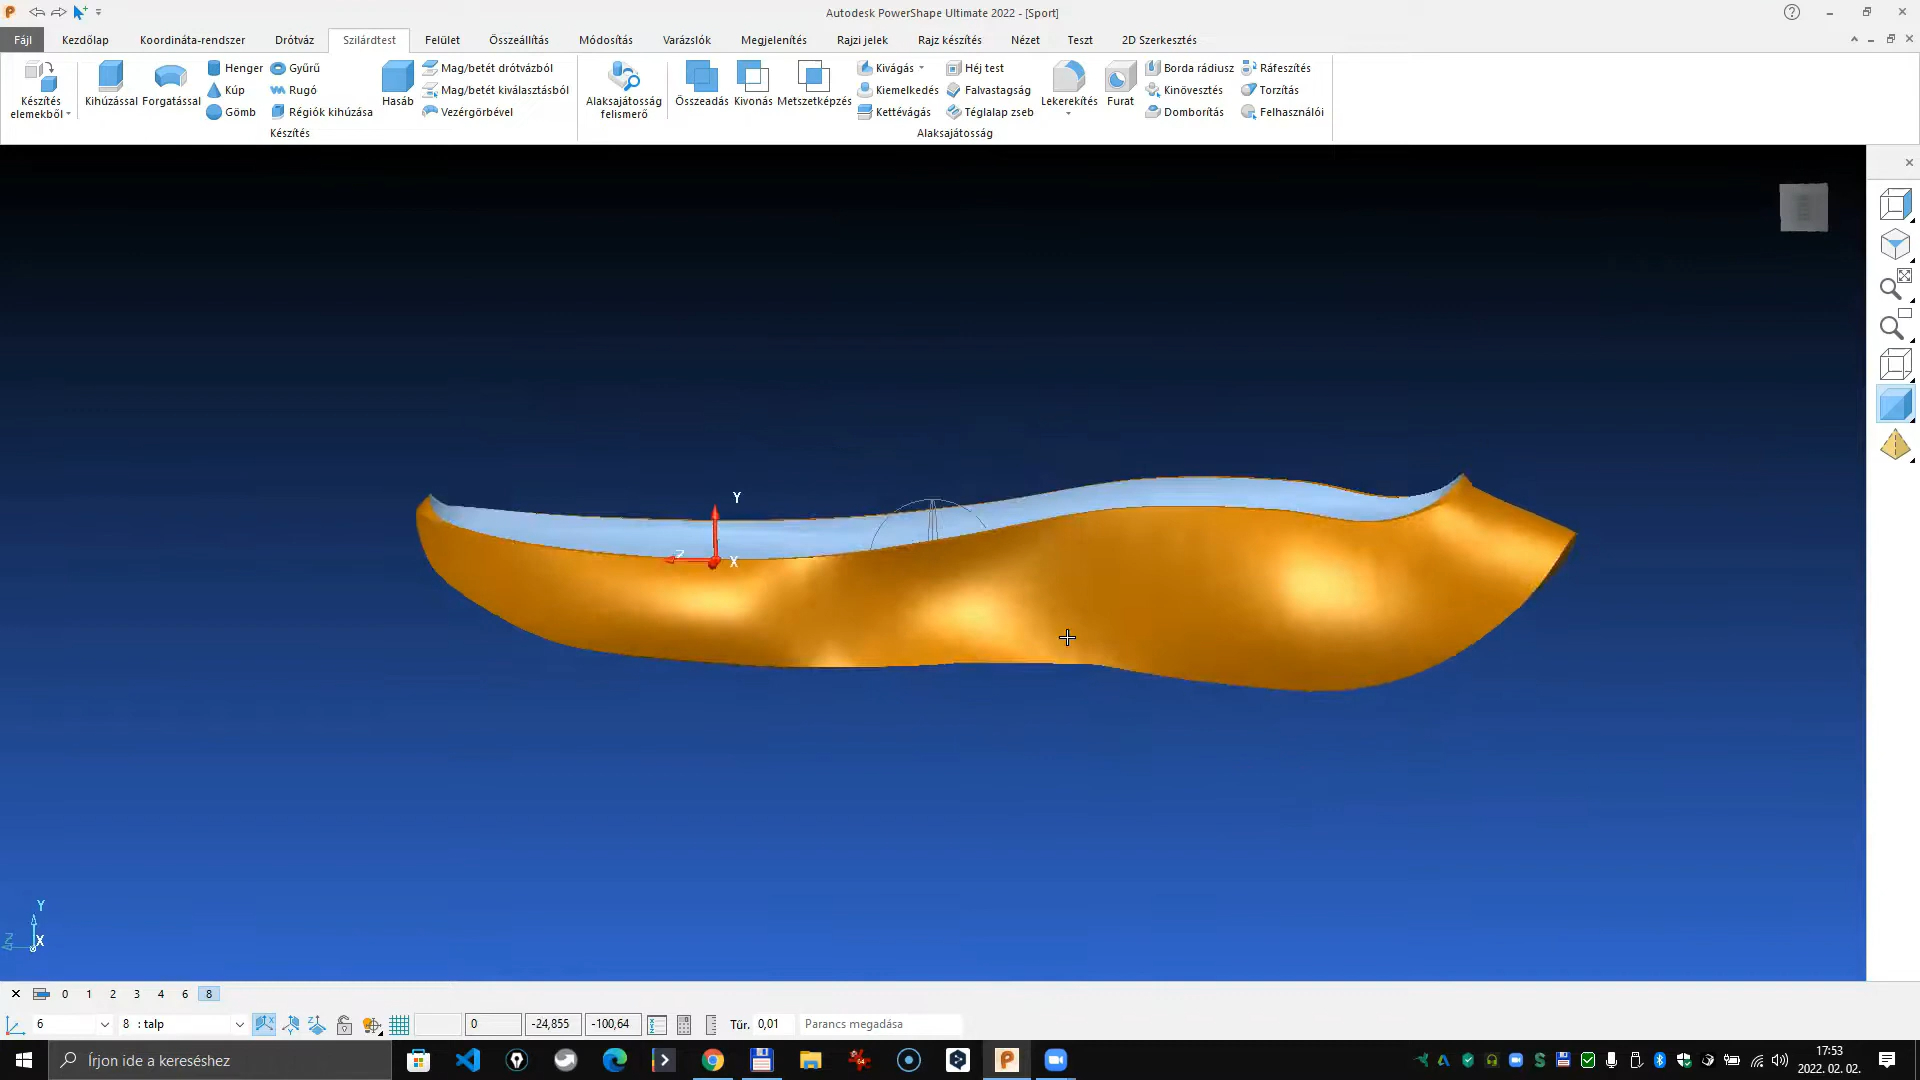 Autodesk PowerShape Ultimate 2022 - [Sport]
Fájl Kezdőlap Koordináta-rendszer Drótváz Szilárdtest Felület Összeállítás Módosítás Varázslók Megjelenítés Rajzi jelek Rajz készítés Nézet Teszt 2D Szerkesztés
Készítés elemekből
Kihúzással
Forgatással
Henger
Kúp
Gömb
Gyűrű
Rugó
Régiók kihúzása
Hasáb
Mag/betét drótvázból
Mag/betét kiválasztásból
Vezérgörbével
Készítés
Alaksajátosság felismerő
Összeadás
Kivonás
Metszetképzés
Kivágás
Kiemelkedés
Kettévágás
Héj test
Falvastagság
Téglalap zseb
Lekerekítés
Furat
Borda rádiusz
Kinövesztés
Domborítás
Ráfeszítés
Torzítás
Felhasználói
Alaksajátosság
Y
Z
X
Y
Z
X
0 1 2 3 4 6 8
6
8 : talp
0
-24,855
-100,64
Tűr. 0,01
Parancs megadása
Írjon ide a kereséshez
17:53
2022. 02. 02.